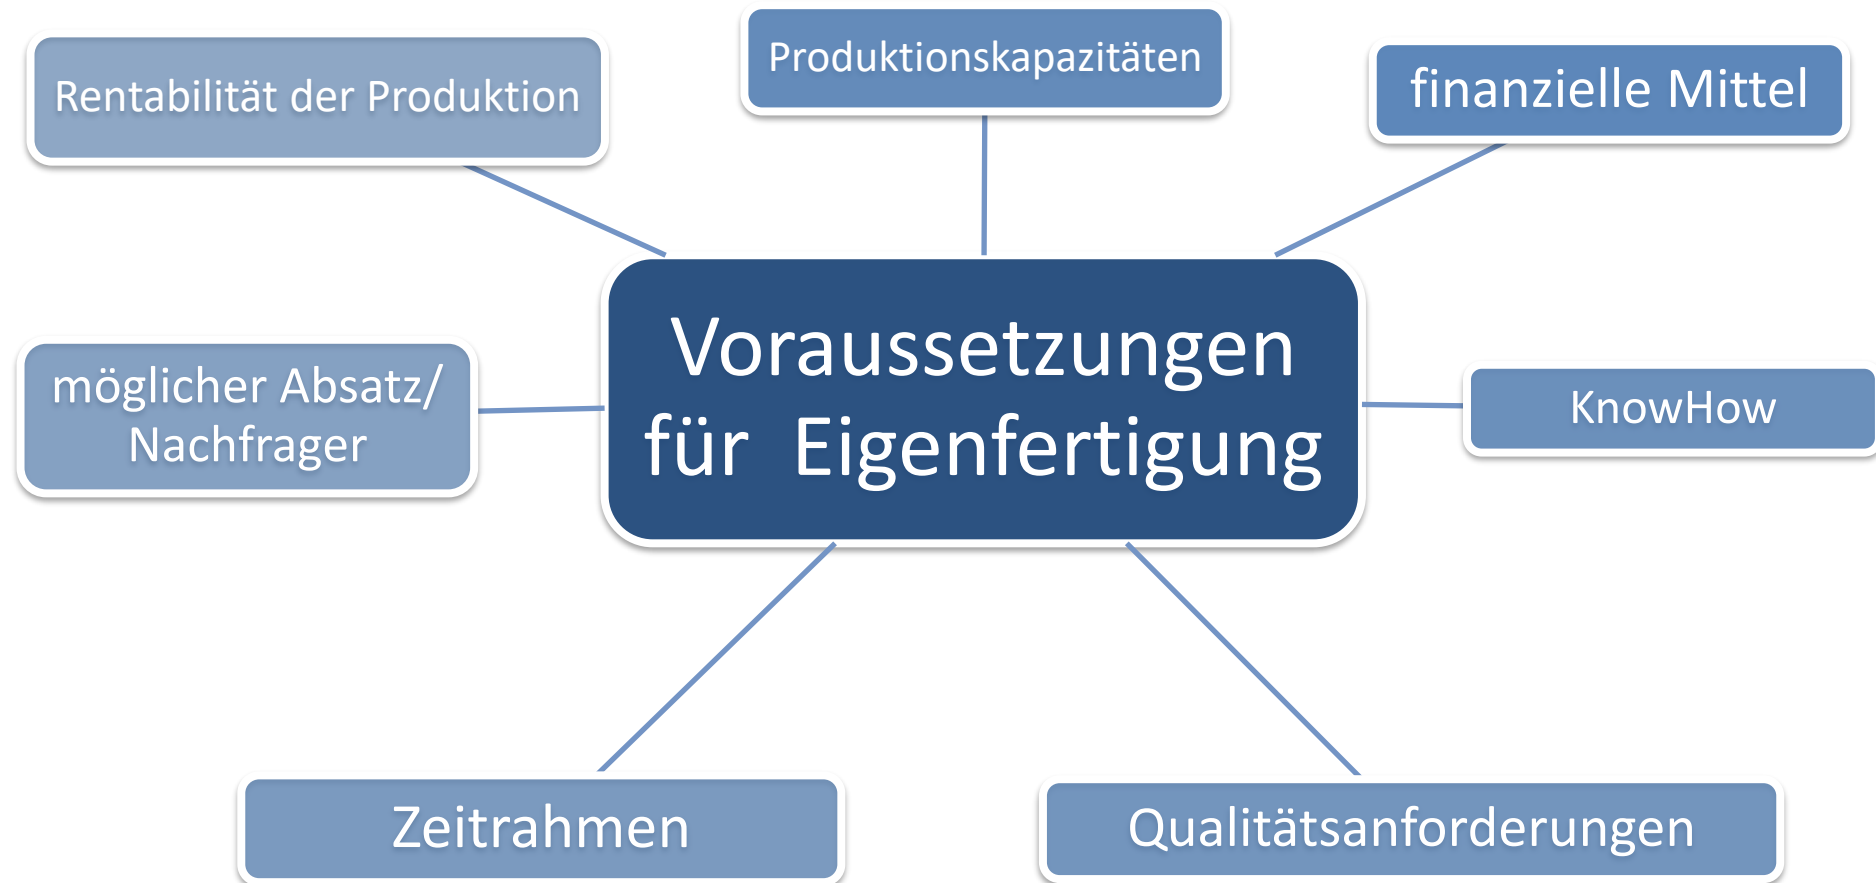 Produktionskapazitäten
Rentabilität der Produktion
finanzielle Mittel
Voraussetzungen
für  Eigenfertigung
möglicher Absatz/
Nachfrager
KnowHow
Zeitrahmen
Qualitätsanforderungen